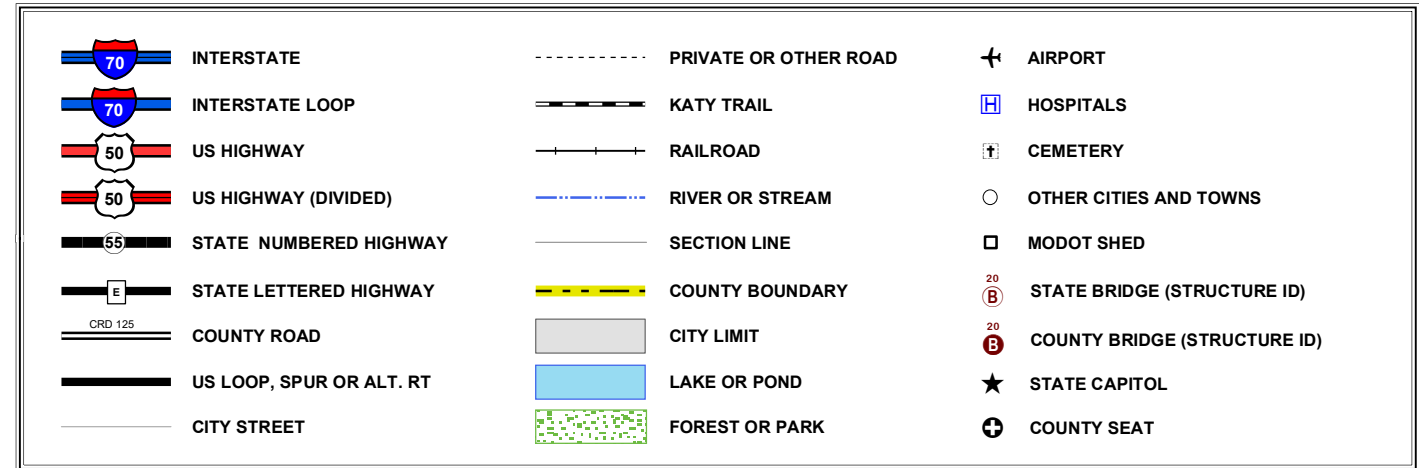 70 INTERSTATE
70 INTERSTATE LOOP
50 US HIGHWAY
50 US HIGHWAY (DIVIDED)
55 STATE NUMBERED HIGHWAY
E STATE LETTERED HIGHWAY
CRD 125
COUNTY ROAD
US LOOP, SPUR OR ALT. RT
CITY STREET
PRIVATE OR OTHER ROAD
KATY TRAIL
RAILROAD
RIVER OR STREAM
SECTION LINE
COUNTY BOUNDARY
CITY LIMIT
LAKE OR POND
FOREST OR PARK
AIRPORT
H HOSPITALS
CEMETERY
OTHER CITIES AND TOWNS
MODOT SHED
20
B STATE BRIDGE (STRUCTURE ID)
20
B COUNTY BRIDGE (STRUCTURE ID)
STATE CAPITOL
COUNTY SEAT